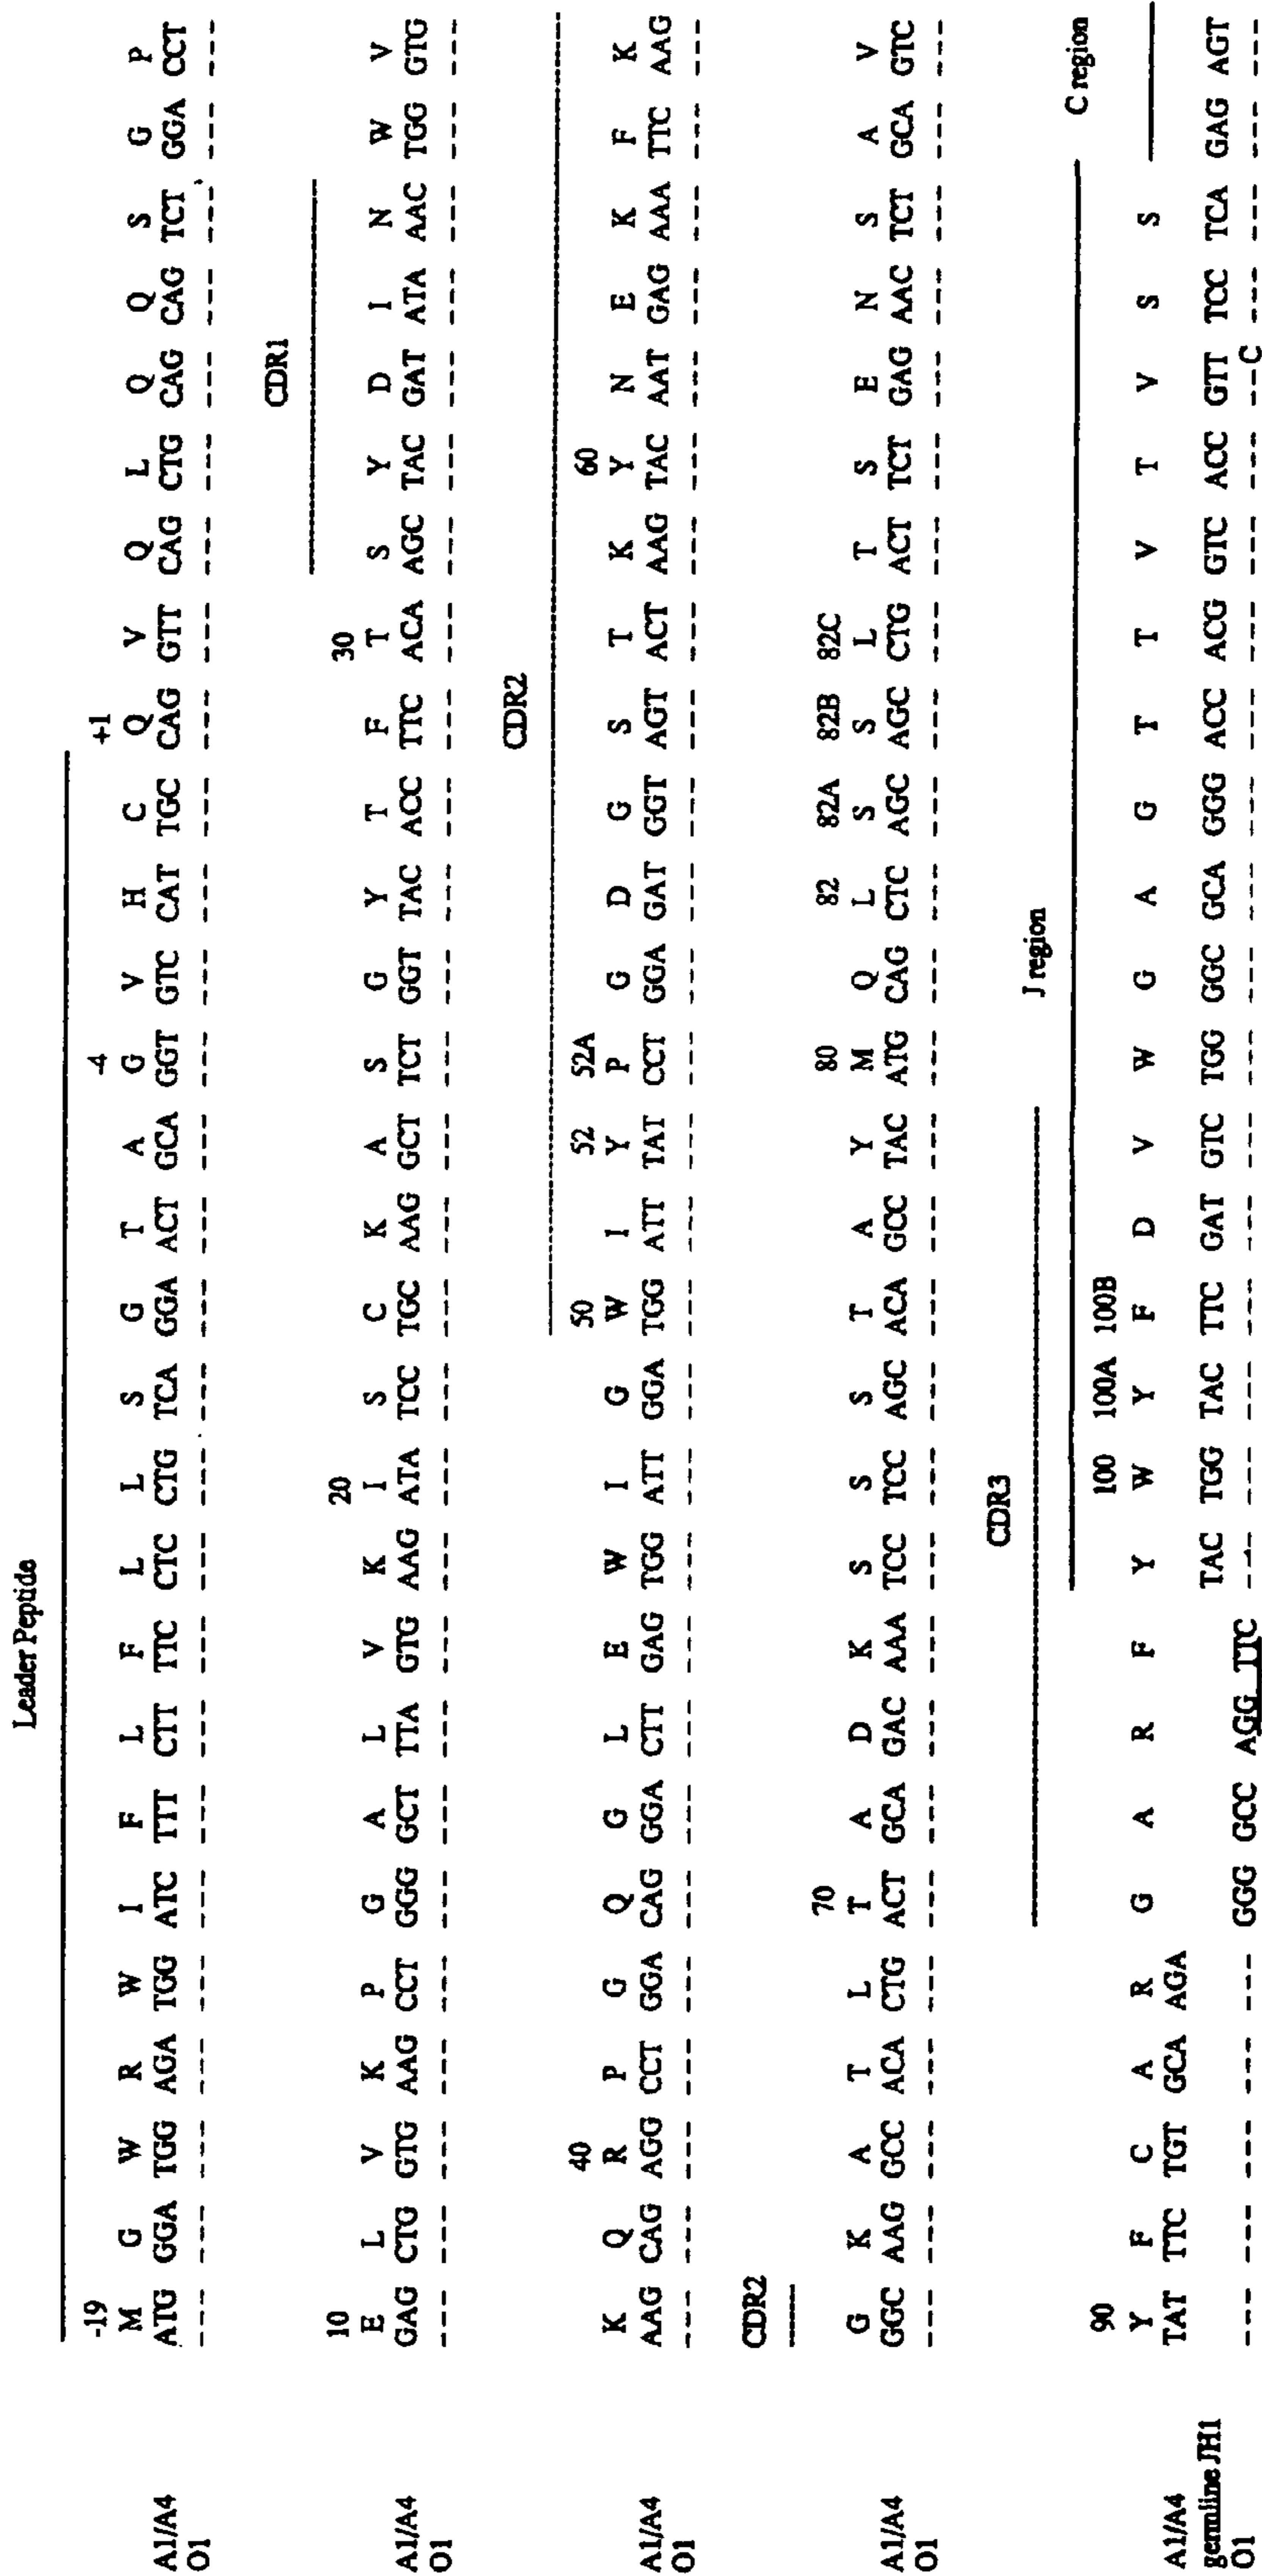 Leader Peptide
-19 -4 +1
M G W R W I F L F L L S G T A G V H C Q V Q L Q Q S G P
A1/A4 ATG GGA TGG AGA TGG ATC TTT CTT TTC CTC CTG TCA GGA ACT GCA GGT GTC CAT TGC CAG GTT CAG CTG CAG CAG TCT GGA CCT
O1 --- --- --- --- --- --- --- --- --- --- --- --- --- --- --- --- --- --- --- --- --- --- --- --- --- --- --- ---
CDR1
10 20 30
E L V K P G A L V K I S C K A S G Y T F T S Y D I N W V
A1/A4 GAG CTG GTG AAG CCT GGG GCT TTA GTG AAG ATA TCC TGC AAG GCT TCT GGT TAC ACC TTC ACA AGC TAC GAT ATA AAC TGG GTG
O1 --- --- --- --- --- --- --- --- --- --- --- --- --- --- --- --- --- --- --- --- --- --- --- --- --- --- --- ---
CDR2
40 50 52 52A 60
K Q R P G Q G L E W I G W I Y P G D G S T K Y N E K F K
A1/A4 AAG CAG AGG CCT GGA CAG GGA CTT GAG TGG ATT GGA TGG ATT TAT CCT GGA GAT GGT AGT ACT AAG TAC AAT GAG AAA TTC AAG
O1 --- --- --- --- --- --- --- --- --- --- --- --- --- --- --- --- --- --- --- --- --- --- --- --- --- --- --- ---
CDR2
70 80 82 82A 82B 82C
G K A T L T A D K S S S T A Y M Q L S S L T S E N S A V
A1/A4 GGC AAG GCC ACA CTG ACT GCA GAC AAA TCC TCC AGC ACA GCC TAC ATG CAG CTC AGC AGC CTG ACT TCT GAG AAC TCT GCA GTC
O1 --- --- --- --- --- --- --- --- --- --- --- --- --- --- --- --- --- --- --- --- --- --- --- --- --- --- --- ---
CDR3 J region C region
90 100 100A 100B
Y F C A R G A R F Y W Y F D V W G A G T T V T V S S
A1/A4 TAT TTC TGT GCA AGA
germline JH1 TAC TGG TAC TTC GAT GTC TGG GGC GCA GGG ACC ACG GTC ACC GTT TCC TCA GAG AGT
O1 --- --- --- --- --- GGG GCC AGG TTC --- --- --- --- --- --- --- --- --- --- --- --- --- --- --C --- --- --- ---